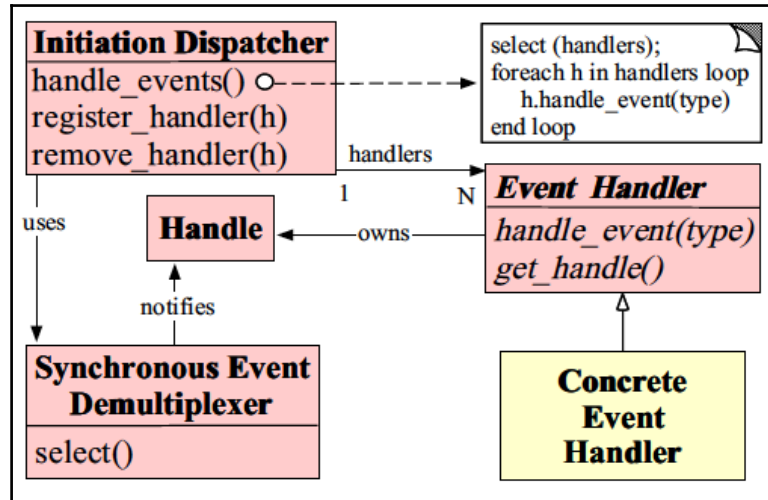 Initiation Dispatcher
handle_events()
register_handler(h)
remove_handler(h)
select (handlers);
foreach h in handlers loop
h.handle_event(type)
end loop
handlers
1
N
Event Handler
handle_event(type)
get_handle()
uses
Handle
owns
notifies
Synchronous Event
Demultiplexer
select()
Concrete
Event
Handler